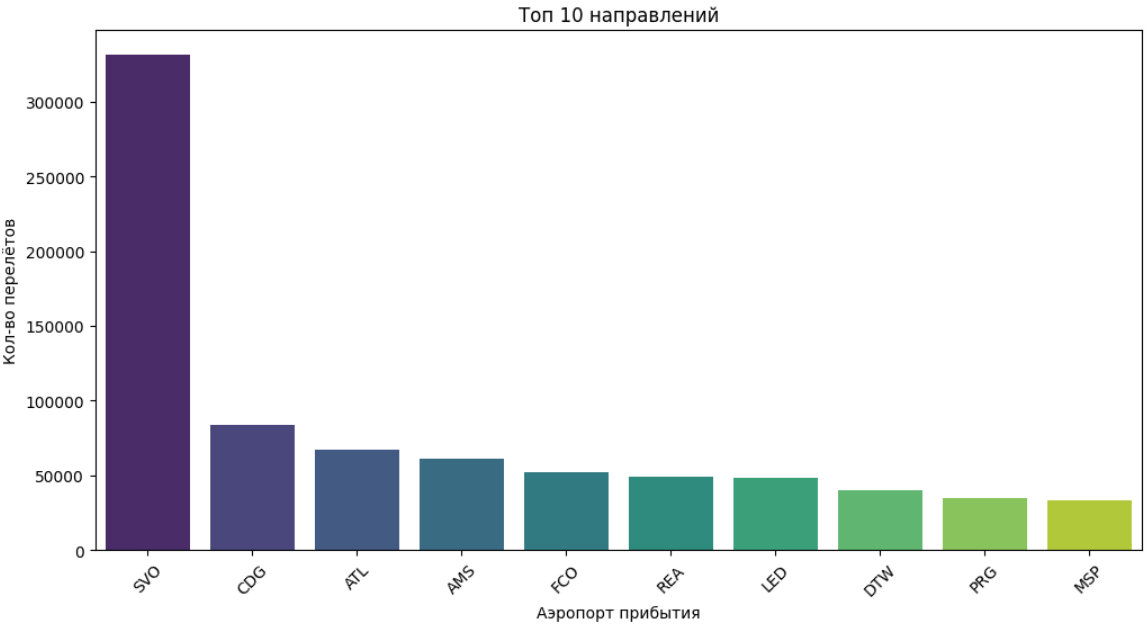 Топ 10 направлений
Кол-во перелётов
300000
250000
200000
150000
100000
50000
0
SVO
CDG
ATL
AMS
FCO
REA
LED
DTW
PRG
MSP
Аэропорт прибытия